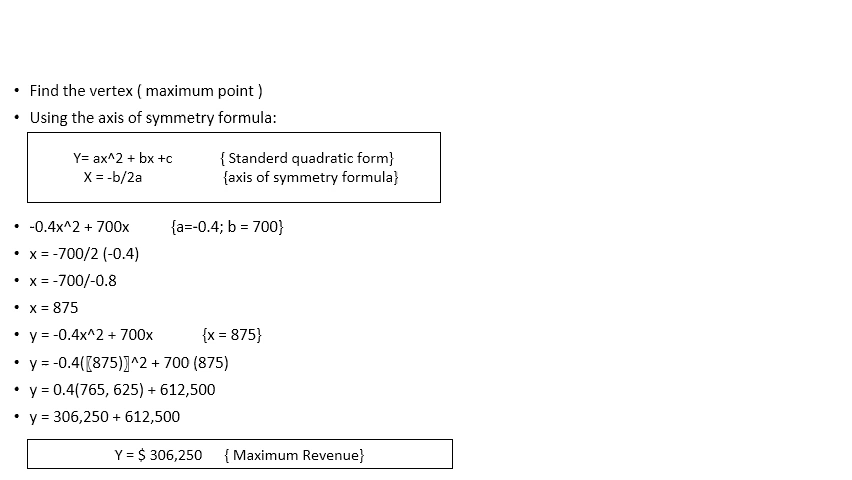 • Find the vertex ( maximum point )
• Using the axis of symmetry formula:
Y= ax^2 + bx +c { Standerd quadratic form}
X = -b/2a {axis of symmetry formula}
• -0.4x^2 + 700x {a=-0.4; b = 700}
• x = -700/2 (-0.4)
• x = -700/-0.8
• x = 875
• y = -0.4x^2 + 700x {x = 875}
• y = -0.4(〖875)〗^2 + 700 (875)
• y = 0.4(765, 625) + 612,500
• y = 306,250 + 612,500
Y = $ 306,250 { Maximum Revenue}